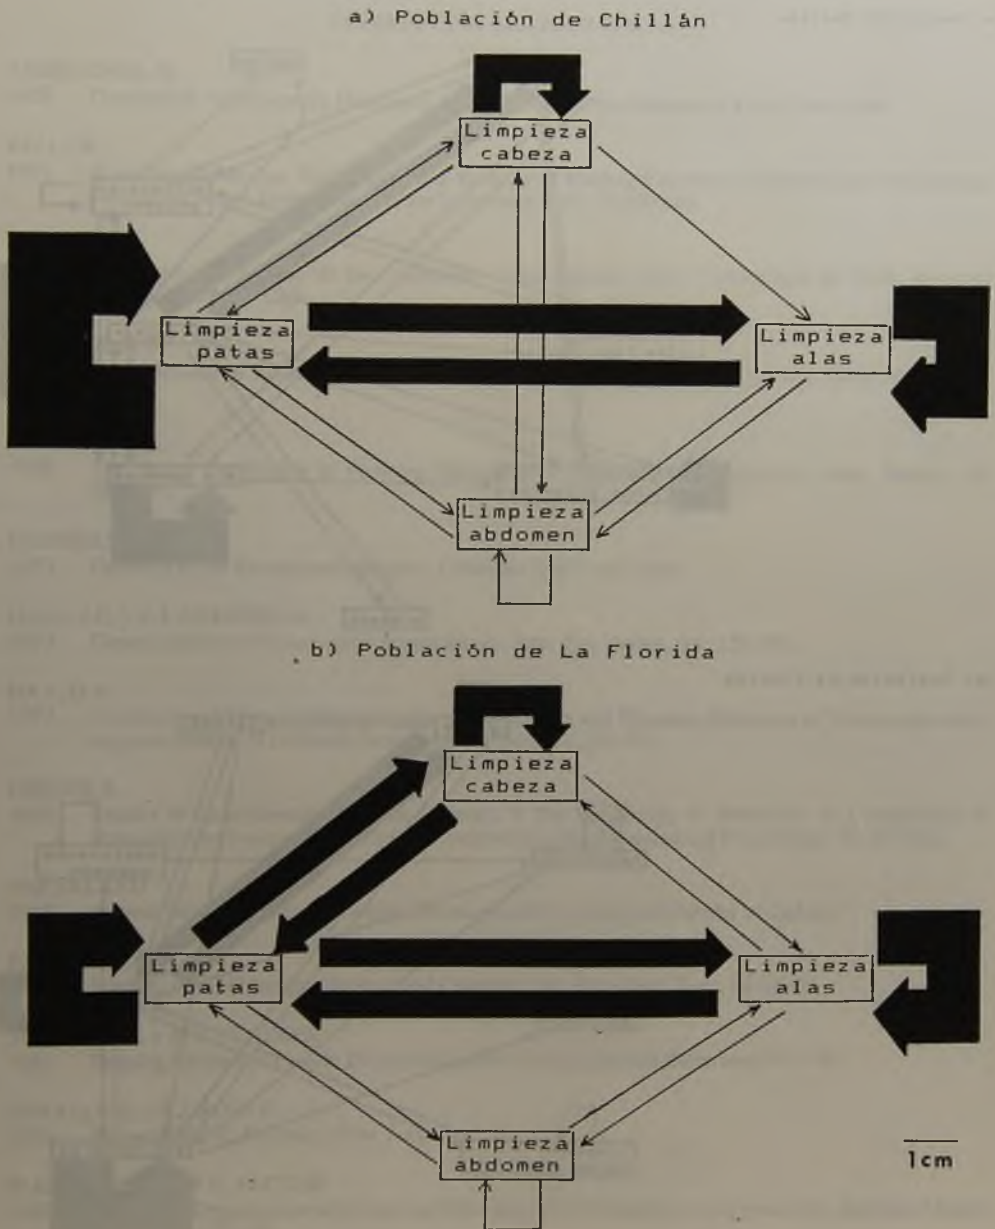 a) Población de Chillán
Limpieza
cabeza
Limpieza
patas
Limpieza
alas
Limpieza
abdomen
b) Población de La Florida
Limpieza
cabeza
Limpieza
patas
Limpieza
alas
Limpieza
abdomen
1cm